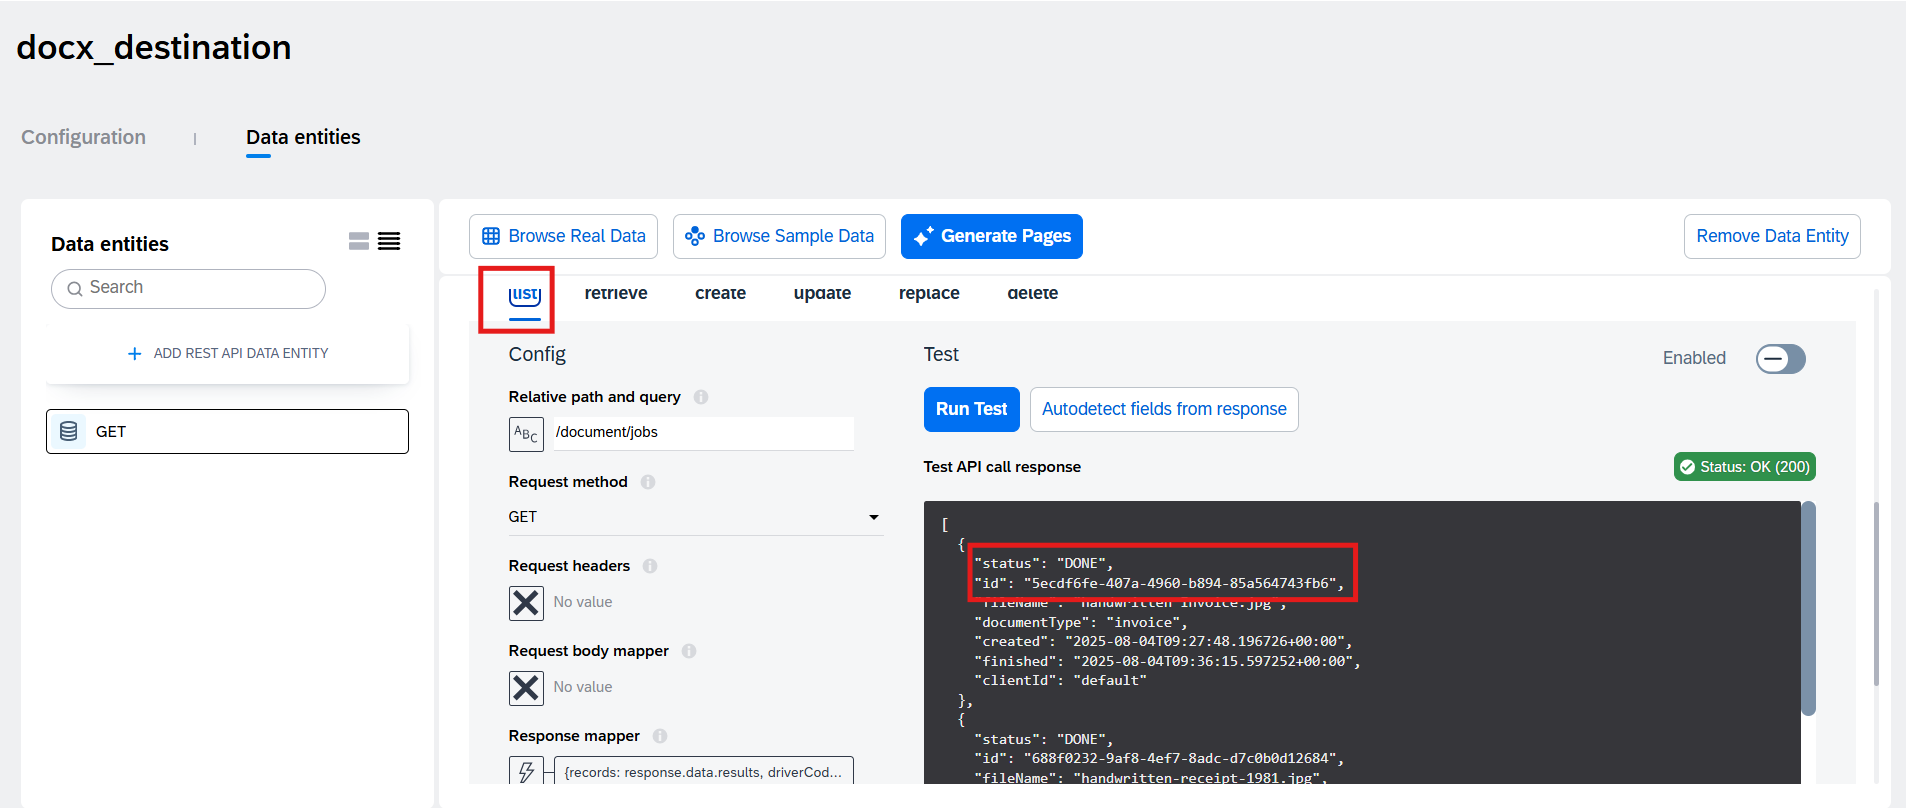 docx_destination
Configuration
Data entities
Data entities
Search
ADD REST API DATA ENTITY
GET
Browse Real Data
Browse Sample Data
Generate Pages
Remove Data Entity
list retrieve create update replace delete
Config
Relative path and query
ABC /document/jobs
Request method
GET
Request headers
No value
Request body mapper
No value
Response mapper
{records: response.data.results, driverCod...
Test
Enabled
Run Test
Autodetect fields from response
Test API call response
Status: OK (200)
[
{
"status": "DONE",
"id": "5ecdf6fe-407a-4960-b894-85a564743fb6",
"fileName": "handwritten-invoice.jpg",
"documentType": "invoice",
"created": "2025-08-04T09:27:48.196726+00:00",
"finished": "2025-08-04T09:36:15.597252+00:00",
"clientId": "default"
},
{
"status": "DONE",
"id": "688f0232-9af8-4ef7-8adc-d7c0b0d12684",
"fileName": "handwritten-receipt-1981.jpg",